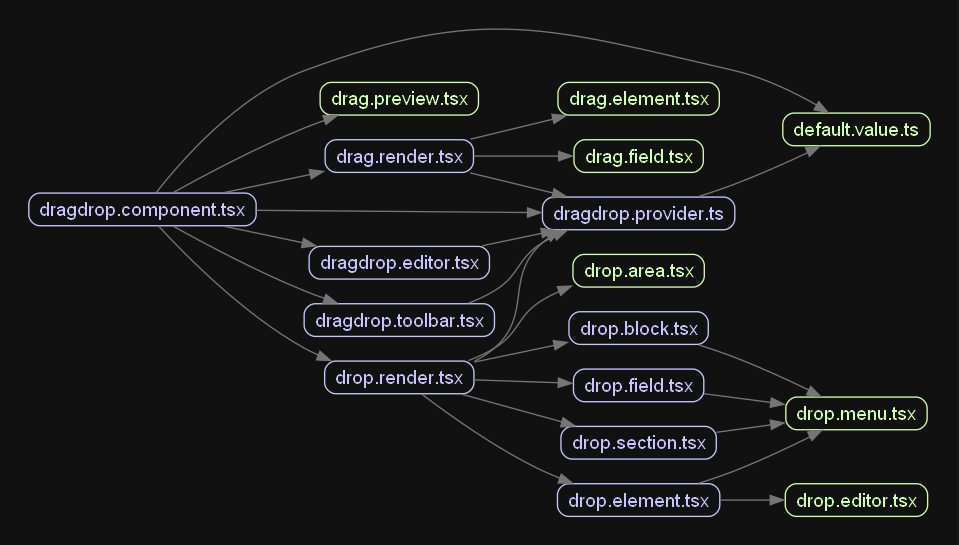 drag.preview.tsx
drag.element.tsx
default.value.ts
drag.render.tsx
drag.field.tsx
dragdrop.component.tsx
dragdrop.provider.ts
dragdrop.editor.tsx
drop.area.tsx
dragdrop.toolbar.tsx
drop.block.tsx
drop.render.tsx
drop.field.tsx
drop.menu.tsx
drop.section.tsx
drop.element.tsx
drop.editor.tsx